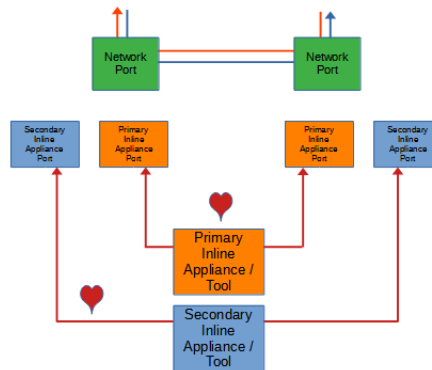 Network
Port
Network
Port
Secondary
Inline
Appliance
Port
Primary
Inline
Appliance
Port
Primary
Inline
Appliance
Port
Secondary
Inline
Appliance
Port
Primary
Inline
Appliance /
Tool
Secondary
Inline
Appliance /
Tool